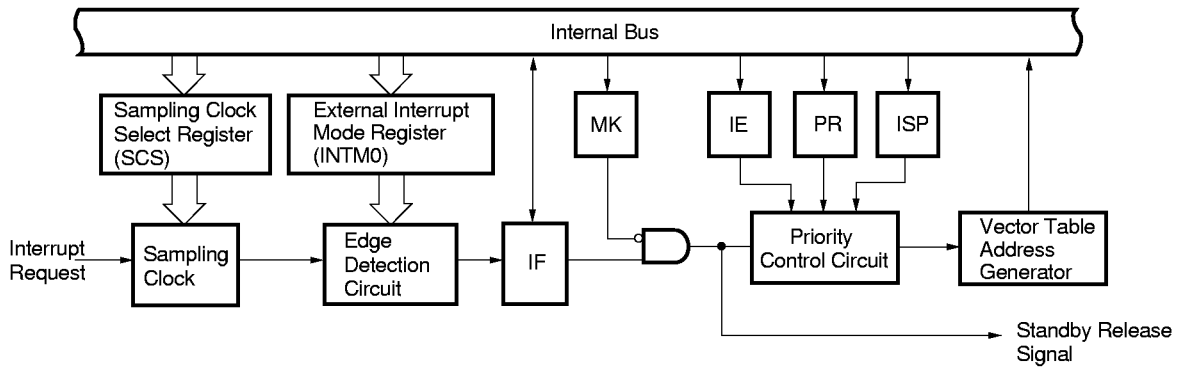 Internal Bus
Sampling Clock
Select Register
(SCS)
External Interrupt
Mode Register
(INTM0)
MK
IE
PR
ISP
Interrupt
Request
Sampling
Clock
Edge
Detection
Circuit
IF
Priority
Control Circuit
Vector Table
Address
Generator
Standby Release
Signal